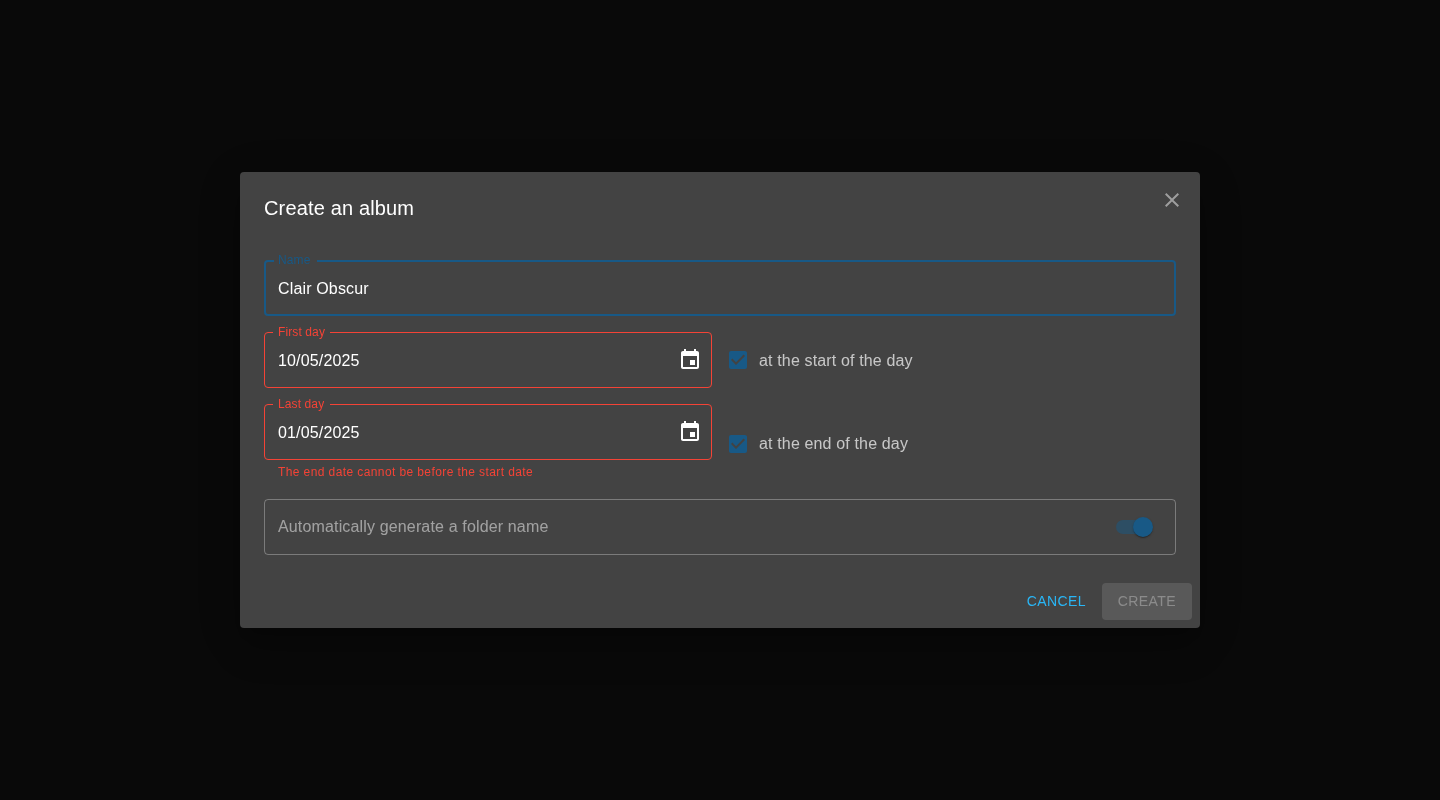 Create an album
Name
Clair Obscur
First day
10/05/2025
at the start of the day
Last day
01/05/2025
at the end of the day
The end date cannot be before the start date
Automatically generate a folder name
CANCEL
CREATE